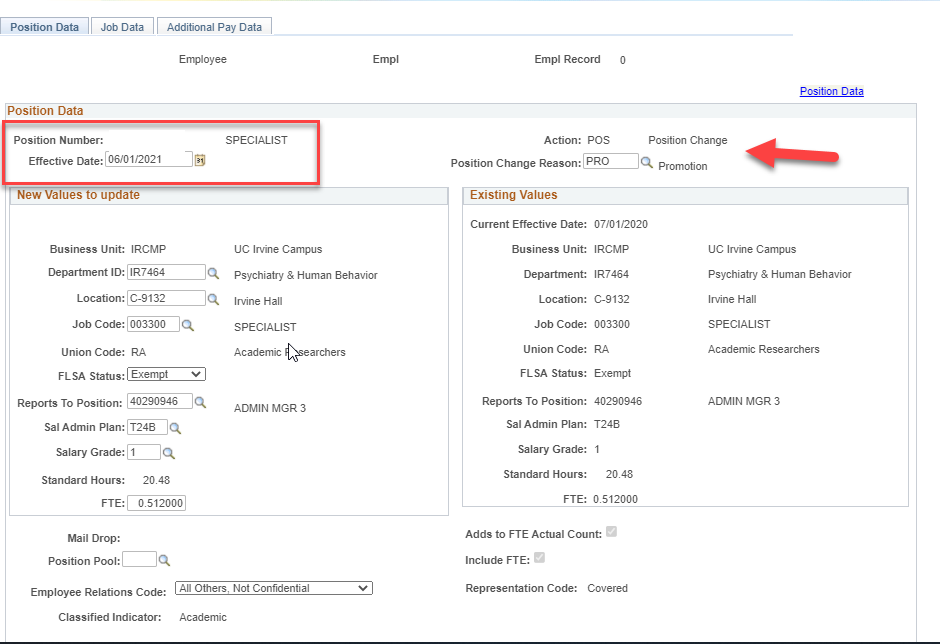 Position Data Job Data Additional Pay Data
Employee Empl Empl Record 0
Position Data
Position Data
Position Number: SPECIALIST
Effective Date: 06/01/2021 31
Action: POS Position Change
Position Change Reason: PRO Promotion
New Values to update
Business Unit: IRCMP UC Irvine Campus
Department ID: IR7464 Psychiatry & Human Behavior
Location: C-9132 Irvine Hall
Job Code: 003300 SPECIALIST
Union Code: RA Academic Researchers
FLSA Status: Exempt
Reports To Position: 40290946 ADMIN MGR 3
Sal Admin Plan: T24B
Salary Grade: 1
Standard Hours: 20.48
FTE: 0.512000
Existing Values
Current Effective Date: 07/01/2020
Business Unit: IRCMP UC Irvine Campus
Department: IR7464 Psychiatry & Human Behavior
Location: C-9132 Irvine Hall
Job Code: 003300 SPECIALIST
Union Code: RA Academic Researchers
FLSA Status: Exempt
Reports To Position: 40290946 ADMIN MGR 3
Sal Admin Plan: T24B
Salary Grade: 1
Standard Hours: 20.48
FTE: 0.512000
Mail Drop:
Position Pool:
Employee Relations Code: All Others, Not Confidential
Classified Indicator: Academic
Adds to FTE Actual Count:
Include FTE:
Representation Code: Covered